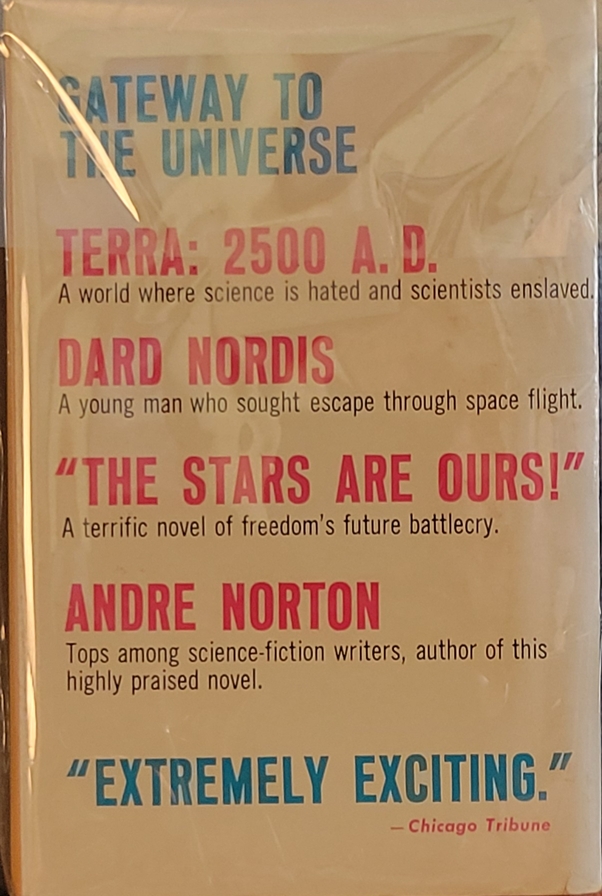 GATEWAY TO
THE UNIVERSE
TERRA: 2500 A.D.
A world where science is hated and scientists enslaved.
DARD NORDIS
A young man who sought escape through space flight.
"THE STARS ARE OURS!"
A terrific novel of freedom's future battlecry.
ANDRE NORTON
Tops among science-fiction writers, author of this
highly praised novel.
"EXTREMELY EXCITING."
—Chicago Tribune